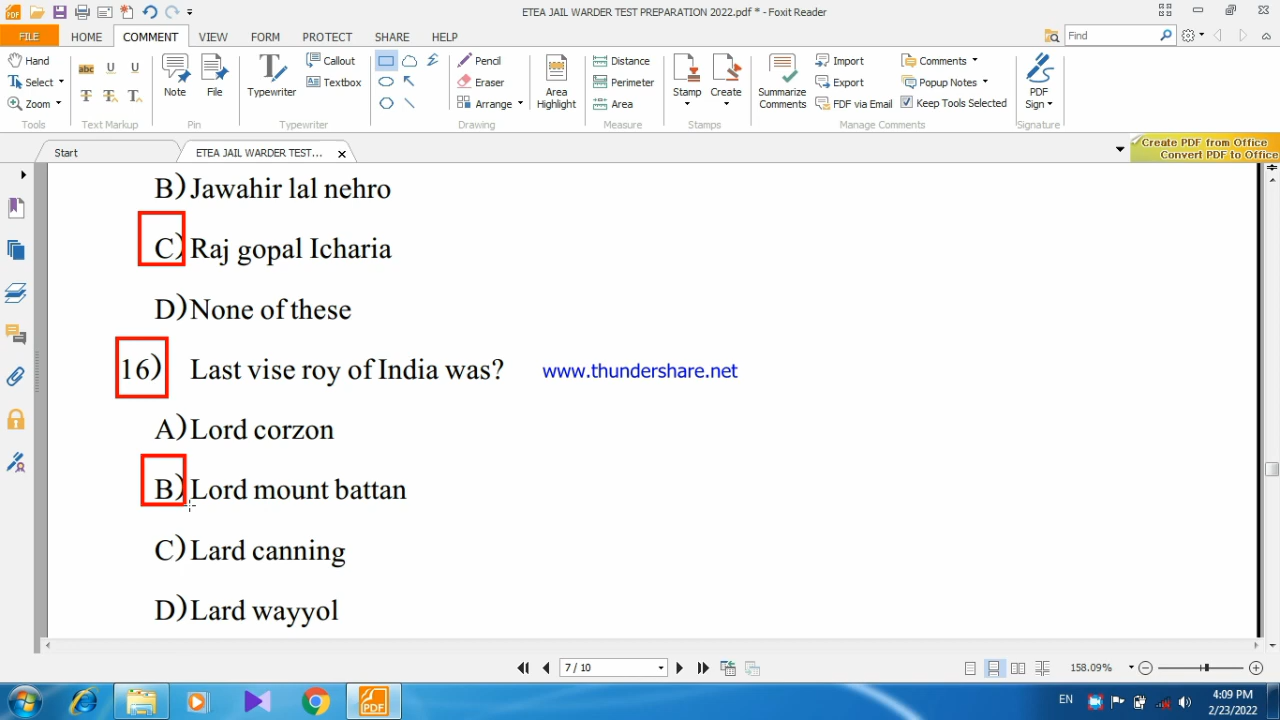 ETEA JAIL WARDER TEST PREPARATION 2022.pdf * - Foxit Reader
FILE HOME COMMENT VIEW FORM PROTECT SHARE HELP Find
Hand
Select
Zoom
Tools
abc U U
T T T
Text Markup
Note File
Pin
Typewriter
Callout
Textbox
Typewriter
Pencil
Eraser
Arrange
Drawing
Area Highlight
Distance
Perimeter
Area
Measure
Stamp Create
Stamps
Summarize Comments
Import
Export
FDF via Email
Comments
Popup Notes
Keep Tools Selected
Manage Comments
PDF Sign
Signature
Start ETEA JAIL WARDER TEST...
Create PDF from Office
Convert PDF to Office
B) Jawahir lal nehro
C) Raj gopal Icharia
D) None of these
16) Last vise roy of India was? www.thundershare.net
A) Lord corzon
B) Lord mount battan
C) Lard canning
D) Lard wayyol
7 / 10 158.09%
EN 4:09 PM
2/23/2022